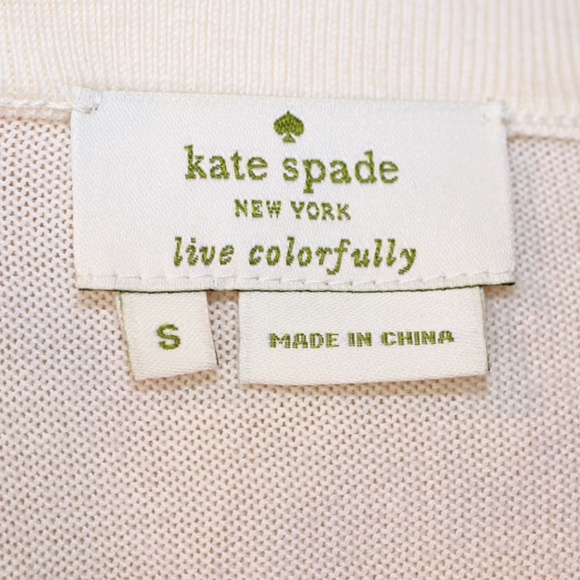 kate spade
NEW YORK
live colorfully
S
MADE IN CHINA